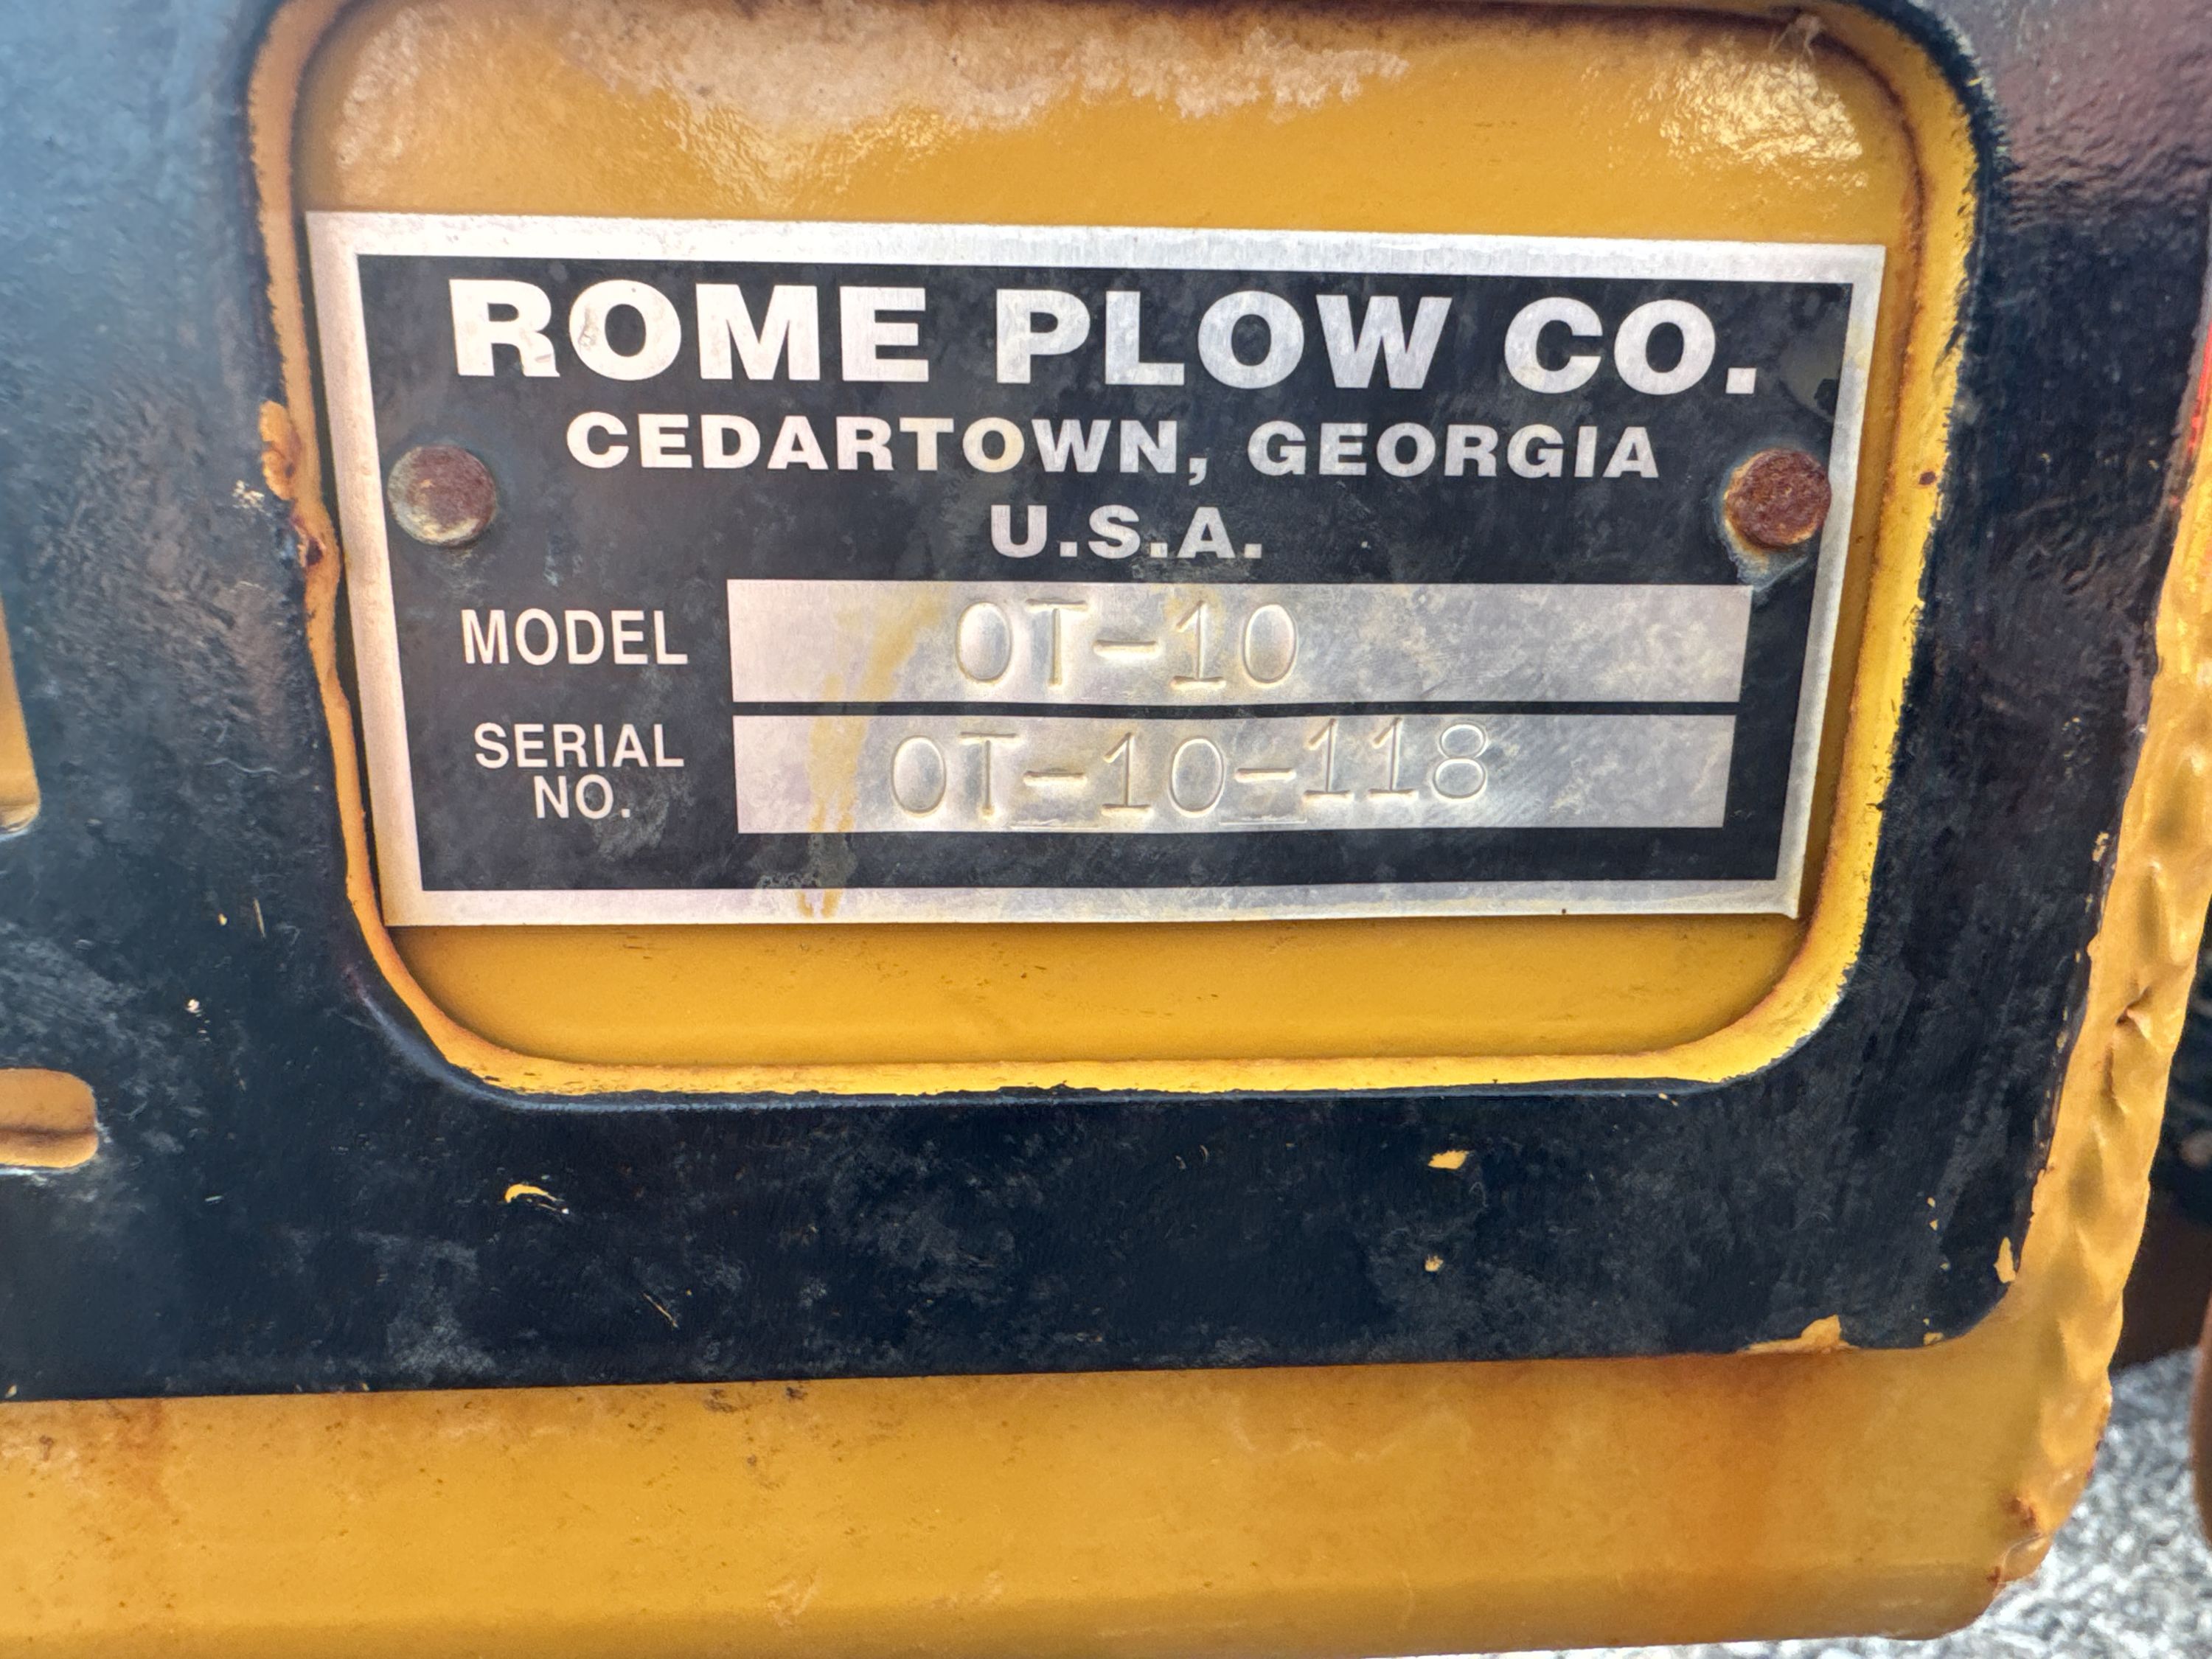 ROME PLOW CO.
CEDARTOWN, GEORGIA
U.S.A.
MODEL OT-10
SERIAL NO. OT-10-118